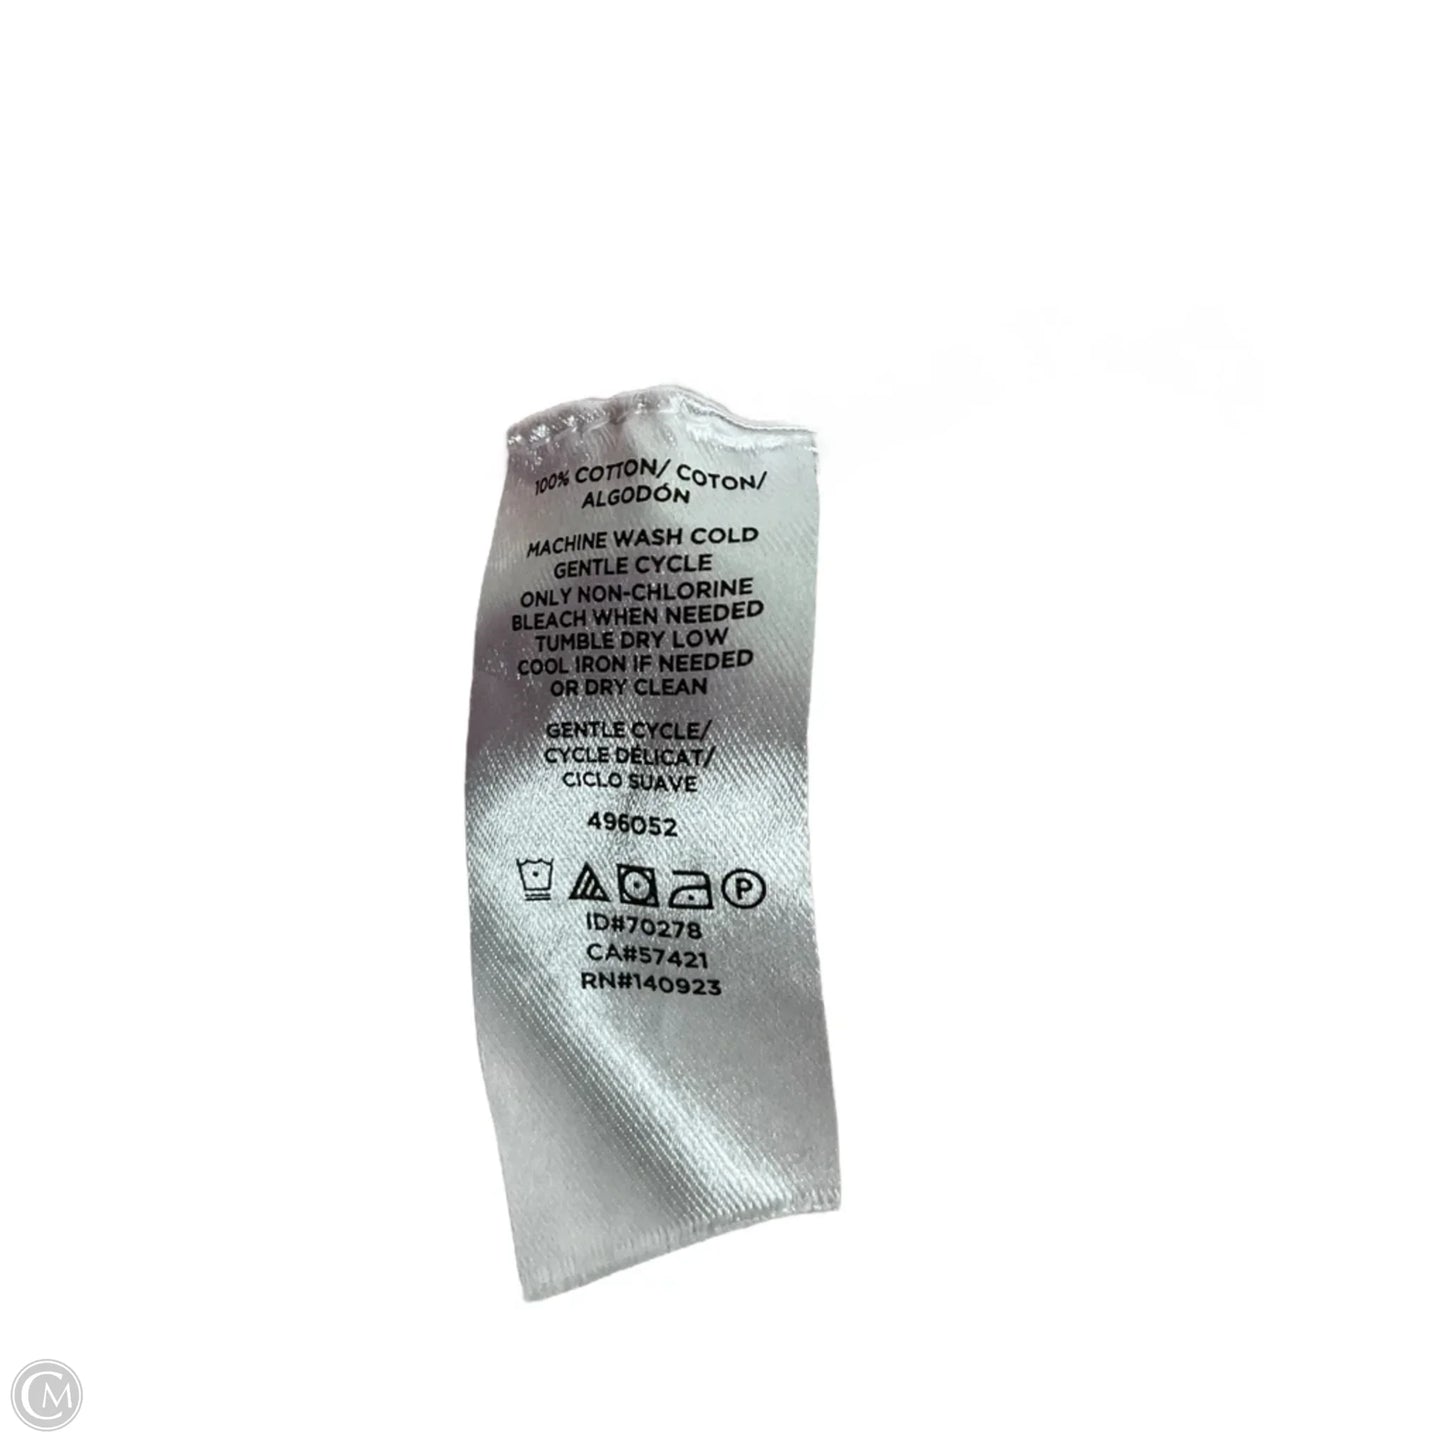 100% COTTON/ COTON/
ALGODÓN
MACHINE WASH COLD
GENTLE CYCLE
ONLY NON-CHLORINE
BLEACH WHEN NEEDED
TUMBLE DRY LOW
COOL IRON IF NEEDED
OR DRY CLEAN
GENTLE CYCLE/
CYCLE DÉLICAT/
CICLO SUAVE
496052
P
ID#70278
CA#57421
RN#140923
CM